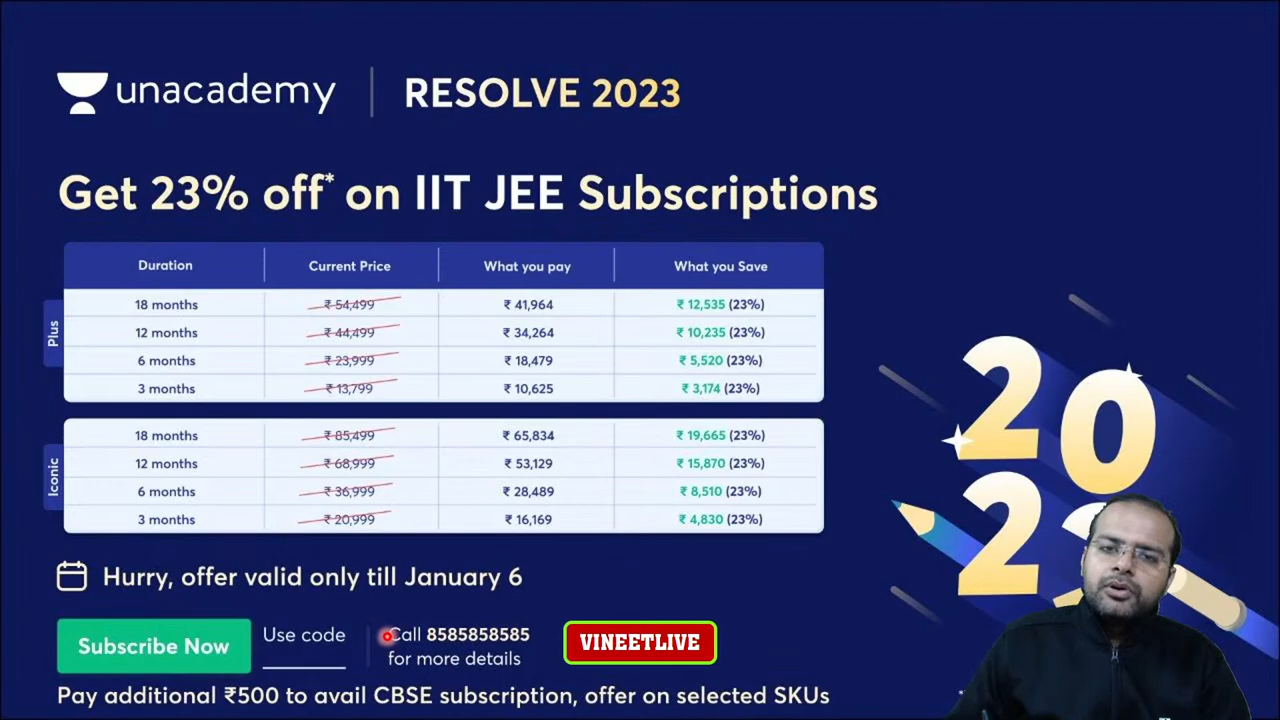 unacademy RESOLVE 2023
Get 23% off* on IIT JEE Subscriptions
Duration Current Price What you pay What you Save
Plus
18 months ₹ 54,499 ₹ 41,964 ₹ 12,535 (23%)
12 months ₹ 44,499 ₹ 34,264 ₹ 10,235 (23%)
6 months ₹ 23,999 ₹ 18,479 ₹ 5,520 (23%)
3 months ₹ 13,799 ₹ 10,625 ₹ 3,174 (23%)
Iconic
18 months ₹ 85,499 ₹ 65,834 ₹ 19,665 (23%)
12 months ₹ 68,999 ₹ 53,129 ₹ 15,870 (23%)
6 months ₹ 36,999 ₹ 28,489 ₹ 8,510 (23%)
3 months ₹ 20,999 ₹ 16,169 ₹ 4,830 (23%)
20
2
Hurry, offer valid only till January 6
Subscribe Now
Use code
Call 8585858585
for more details
VINEETLIVE
Pay additional ₹500 to avail CBSE subscription, offer on selected SKUs